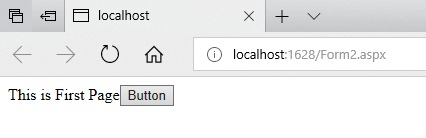 localhost
localhost:1628/Form2.aspx
This is First Page Button